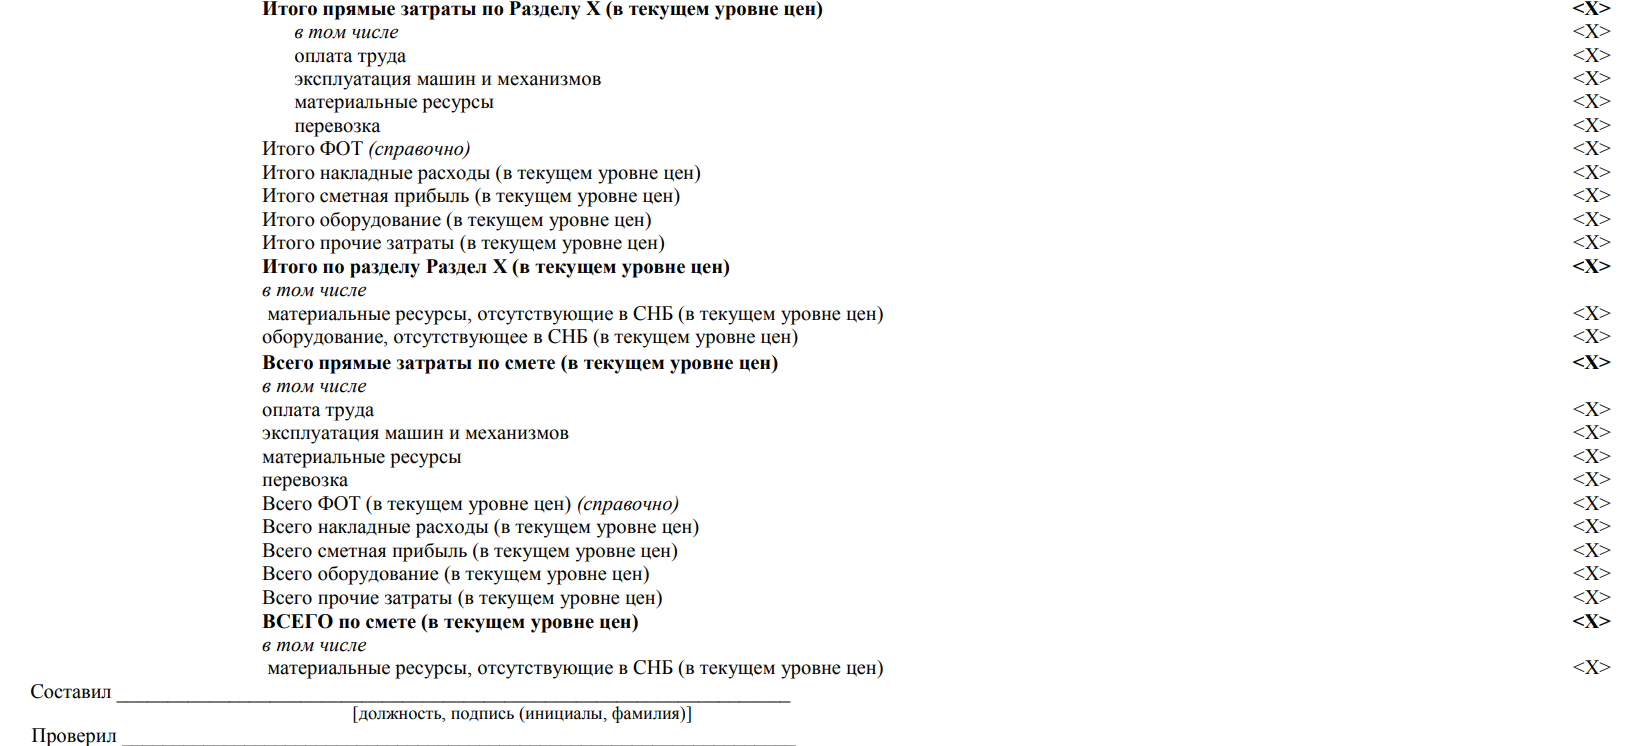 Итого прямые затраты по Разделу X (в текущем уровне цен) <X>
в том числе <X>
оплата труда <X>
эксплуатация машин и механизмов <X>
материальные ресурсы <X>
перевозка <X>
Итого ФОТ (справочно) <X>
Итого накладные расходы (в текущем уровне цен) <X>
Итого сметная прибыль (в текущем уровне цен) <X>
Итого оборудование (в текущем уровне цен) <X>
Итого прочие затраты (в текущем уровне цен) <X>
Итого по разделу Раздел X (в текущем уровне цен) <X>
в том числе
материальные ресурсы, отсутствующие в СНБ (в текущем уровне цен) <X>
оборудование, отсутствующее в СНБ (в текущем уровне цен) <X>
Всего прямые затраты по смете (в текущем уровне цен) <X>
в том числе
оплата труда <X>
эксплуатация машин и механизмов <X>
материальные ресурсы <X>
перевозка <X>
Всего ФОТ (в текущем уровне цен) (справочно) <X>
Всего накладные расходы (в текущем уровне цен) <X>
Всего сметная прибыль (в текущем уровне цен) <X>
Всего оборудование (в текущем уровне цен) <X>
Всего прочие затраты (в текущем уровне цен) <X>
ВСЕГО по смете (в текущем уровне цен) <X>
в том числе
материальные ресурсы, отсутствующие в СНБ (в текущем уровне цен) <X>
Составил ____________________
[должность, подпись (инициалы, фамилия)]
Проверил ____________________